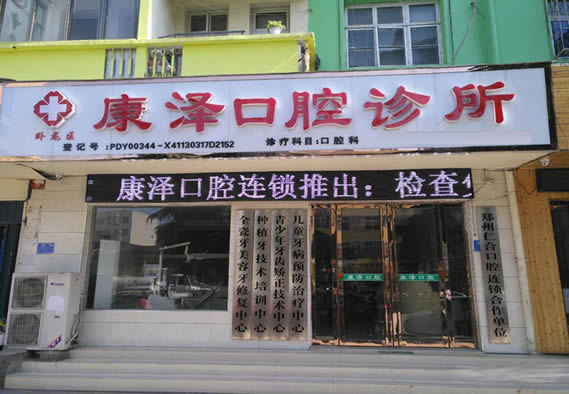 康泽口腔诊所
卧龙区
登记号:PDY00344-X41130317D2152
诊疗科目:口腔科
康泽口腔连锁推出:检查
全瓷牙美容牙修复中心
种植牙技术培训中心
青少年牙齿矫正技术中心
儿童牙病预防治疗中心
康泽口腔
康泽口腔
郑州仁合口腔连锁合作单位